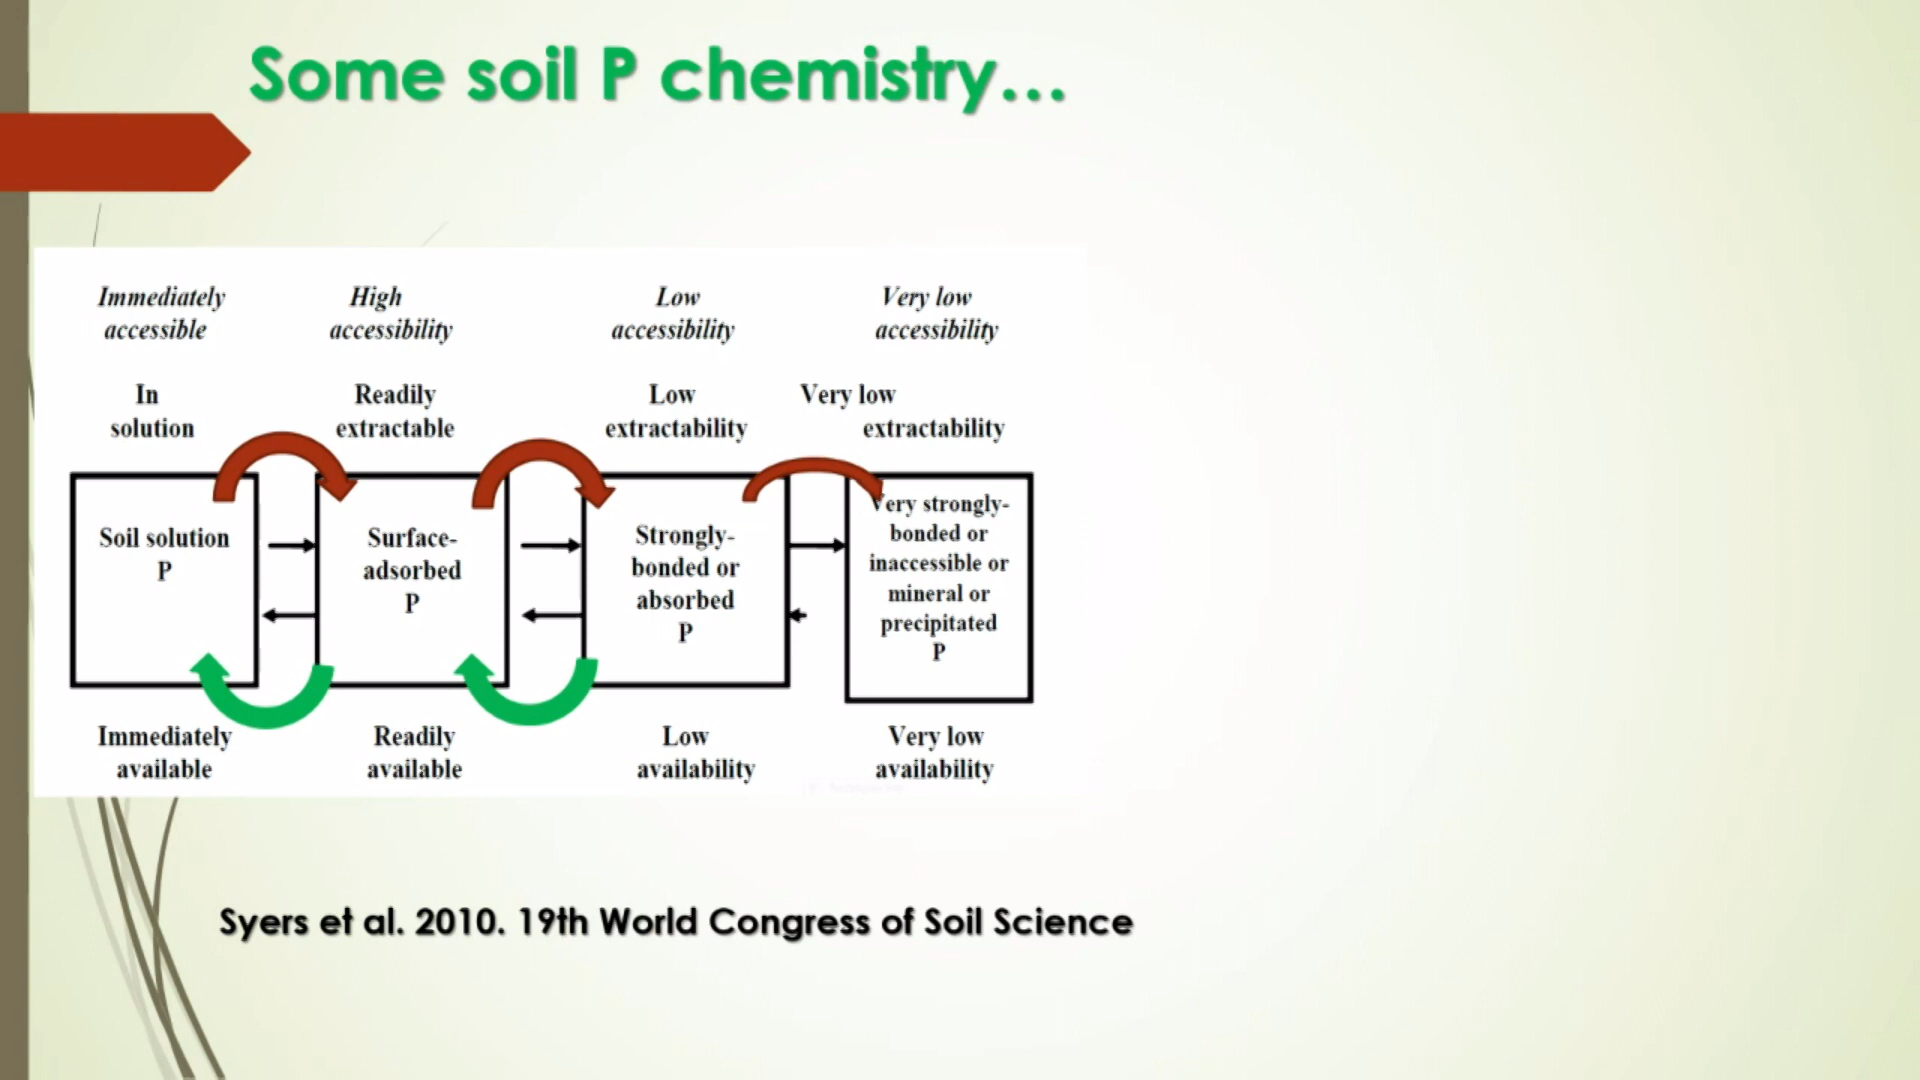 Some soil P chemistry...
Immediately
accessible
High
accessibility
Low
accessibility
Very low
accessibility
In
solution
Readily
extractable
Low
extractability
Very low
extractability
Soil solution
P
Surface-
adsorbed
P
Strongly-
bonded or
absorbed
P
Very strongly-
bonded or
inaccessible or
mineral or
precipitated
P
Immediately
available
Readily
available
Low
availability
Very low
availability
Syers et al. 2010. 19th World Congress of Soil Science